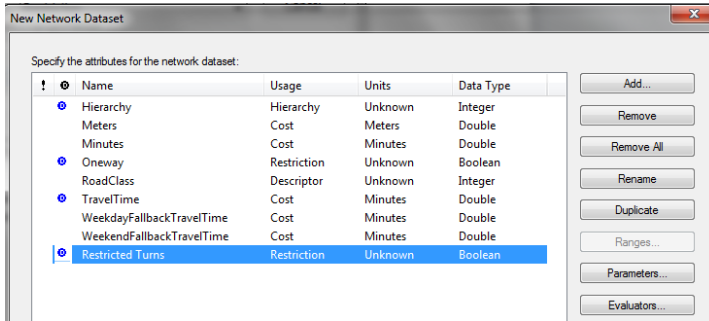 New Network Dataset
x
Specify the attributes for the network dataset:
! Name Usage Units Data Type
Hierarchy Hierarchy Unknown Integer
Meters Cost Meters Double
Minutes Cost Minutes Double
Oneway Restriction Unknown Boolean
RoadClass Descriptor Unknown Integer
TravelTime Cost Minutes Double
WeekdayFallbackTravelTime Cost Minutes Double
WeekendFallbackTravelTime Cost Minutes Double
Restricted Turns Restriction Unknown Boolean
Add...
Remove
Remove All
Rename
Duplicate
Ranges...
Parameters...
Evaluators...